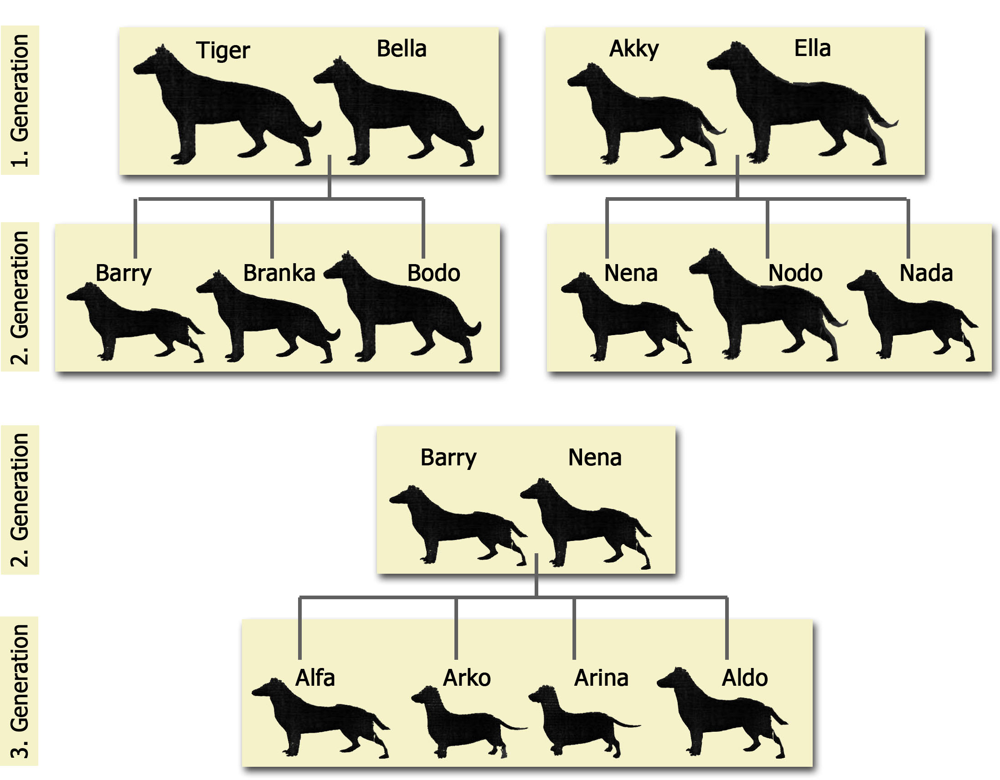 1. Generation
Tiger
Bella
Akky
Ella
2. Generation
Barry
Branka
Bodo
Nena
Nodo
Nada
2. Generation
Barry
Nena
3. Generation
Alfa
Arko
Arina
Aldo